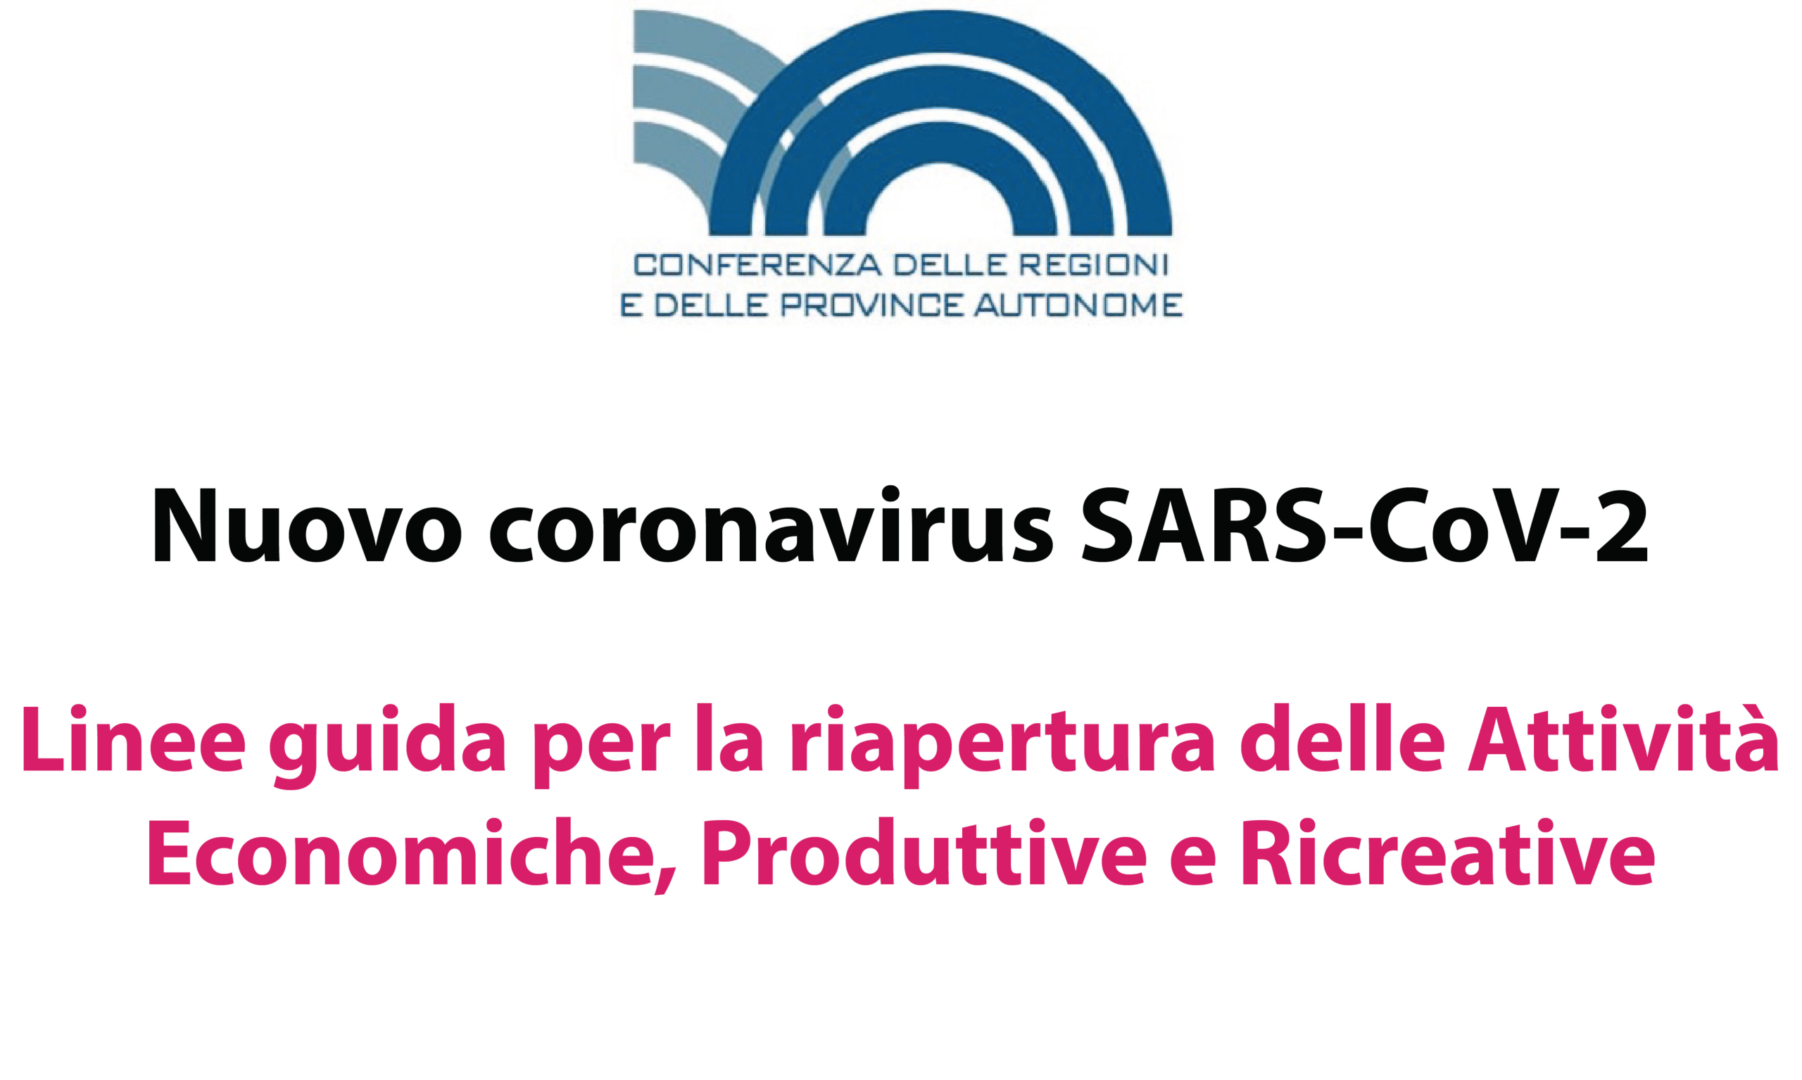 CONFERENZA DELLE REGIONI
E DELLE PROVINCE AUTONOME
Nuovo coronavirus SARS-CoV-2
Linee guida per la riapertura delle Attività
Economiche, Produttive e Ricreative